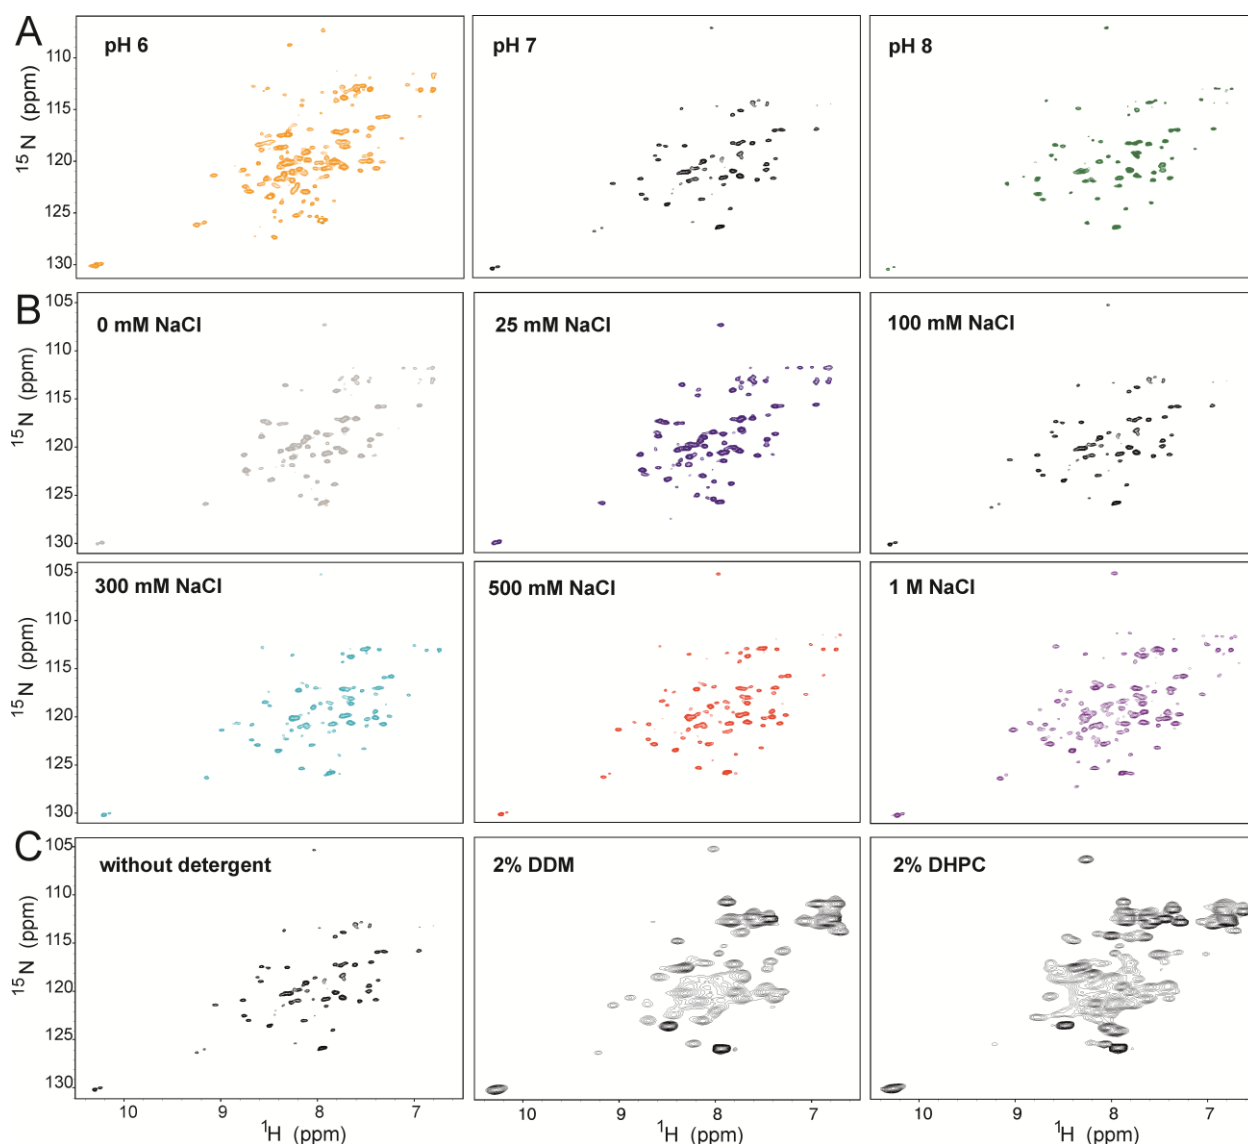 A
pH 6
pH 7
pH 8
15N (ppm)
110
115
120
125
130
B
0 mM NaCl
25 mM NaCl
100 mM NaCl
15N (ppm)
105
110
115
120
125
130
300 mM NaCl
500 mM NaCl
1 M NaCl
15N (ppm)
105
110
115
120
125
130
C
without detergent
2% DDM
2% DHPC
15N (ppm)
105
110
115
120
125
130
10 9 8 7
9 8 7
9 8 7
1H (ppm)
1H (ppm)
1H (ppm)